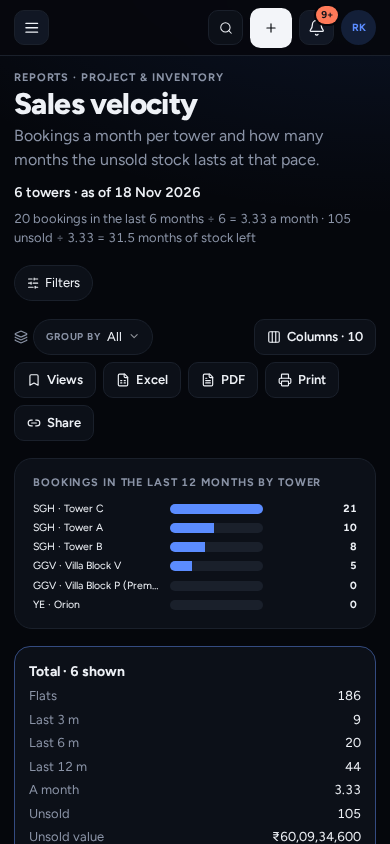 9+
RK
REPORTS · PROJECT & INVENTORY
Sales velocity
Bookings a month per tower and how many
months the unsold stock lasts at that pace.
6 towers · as of 18 Nov 2026
20 bookings in the last 6 months ÷ 6 = 3.33 a month · 105
unsold ÷ 3.33 = 31.5 months of stock left
Filters
GROUP BY All
Columns · 10
Views
Excel
PDF
Print
Share
BOOKINGS IN THE LAST 12 MONTHS BY TOWER
SGH · Tower C 21
SGH · Tower A 10
SGH · Tower B 8
GGV · Villa Block V 5
GGV · Villa Block P (Prem... 0
YE · Orion 0
Total · 6 shown
Flats 186
Last 3 m 9
Last 6 m 20
Last 12 m 44
A month 3.33
Unsold 105
Unsold value ₹60,09,34,600